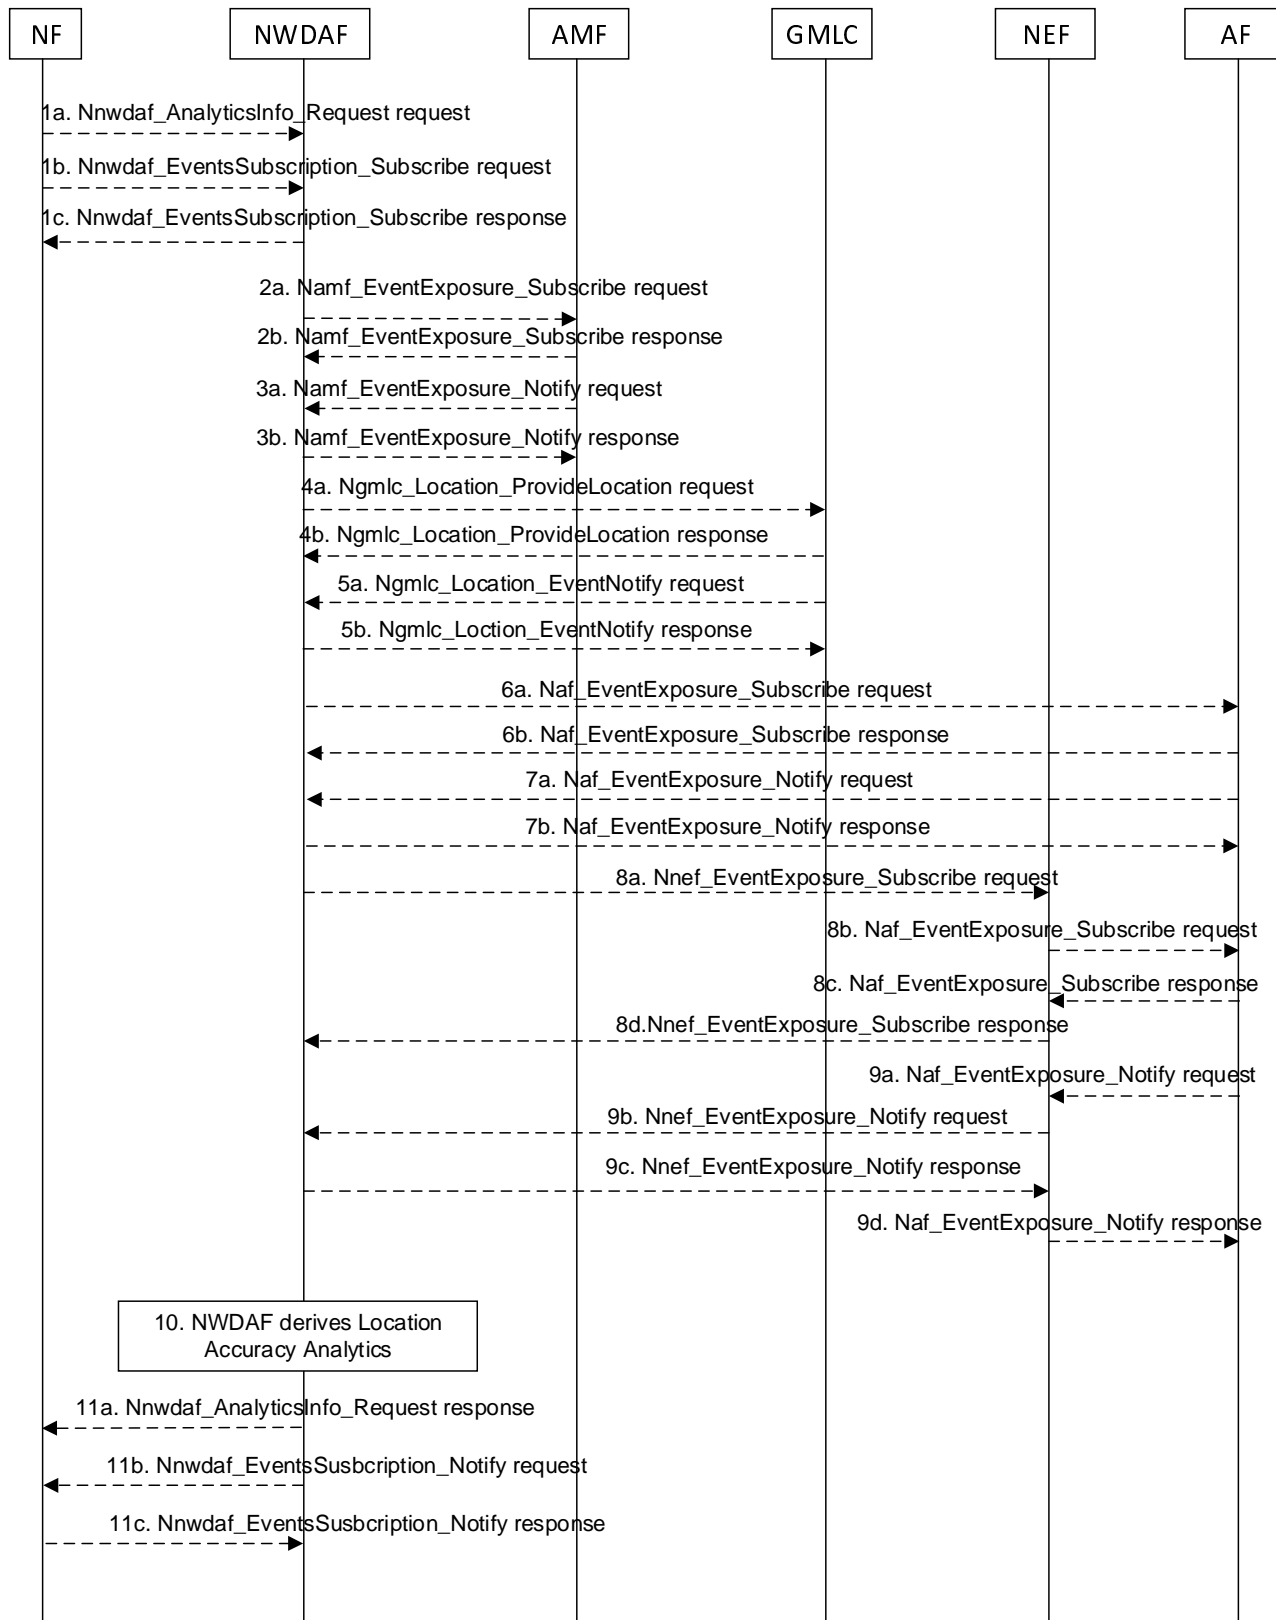 NF NWDAF AMF GMLC NEF AF
1a. Nnwdaf_AnalyticsInfo_Request request
1b. Nnwdaf_EventsSubscription_Subscribe request
1c. Nnwdaf_EventsSubscription_Subscribe response
2a. Namf_EventExposure_Subscribe request
2b. Namf_EventExposure_Subscribe response
3a. Namf_EventExposure_Notify request
3b. Namf_EventExposure_Notify response
4a. Ngmlc_Location_ProvideLocation request
4b. Ngmlc_Location_ProvideLocation response
5a. Ngmlc_Location_EventNotify request
5b. Ngmlc_Loction_EventNotify response
6a. Naf_EventExposure_Subscribe request
6b. Naf_EventExposure_Subscribe response
7a. Naf_EventExposure_Notify request
7b. Naf_EventExposure_Notify response
8a. Nnef_EventExposure_Subscribe request
8b. Naf_EventExposure_Subscribe request
8c. Naf_EventExposure_Subscribe response
8d.Nnef_EventExposure_Subscribe response
9a. Naf_EventExposure_Notify request
9b. Nnef_EventExposure_Notify request
9c. Nnef_EventExposure_Notify response
9d. Naf_EventExposure_Notify response
10. NWDAF derives Location
Accuracy Analytics
11a. Nnwdaf_AnalyticsInfo_Request response
11b. Nnwdaf_EventsSusbcription_Notify request
11c. Nnwdaf_EventsSusbcription_Notify response